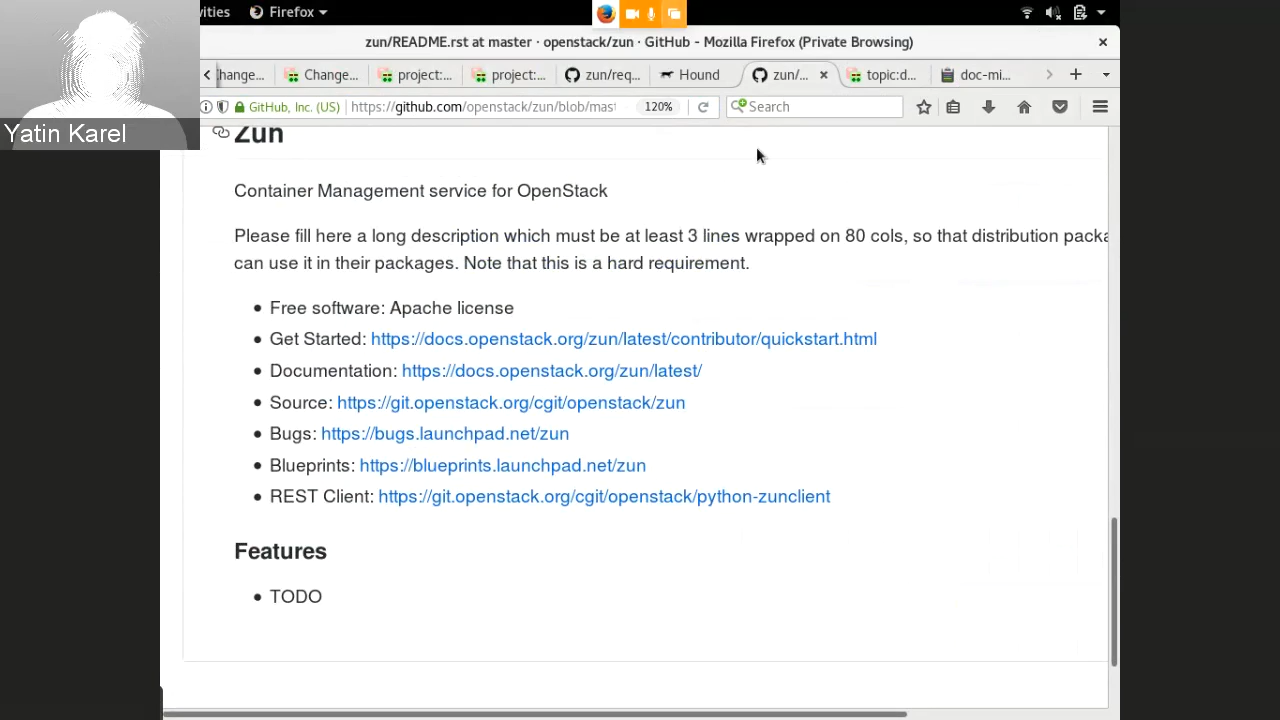 vities Firefox
zun/README.rst at master · openstack/zun · GitHub - Mozilla Firefox (Private Browsing)
hange... Change... project:... project:... zun/req... Hound zun/... topic:d... doc-mi...
GitHub, Inc. (US) https://github.com/openstack/zun/blob/mast 120% Search
Yatin Karel
Zun
Container Management service for OpenStack
Please fill here a long description which must be at least 3 lines wrapped on 80 cols, so that distribution packa
can use it in their packages. Note that this is a hard requirement.
• Free software: Apache license
• Get Started: https://docs.openstack.org/zun/latest/contributor/quickstart.html
• Documentation: https://docs.openstack.org/zun/latest/
• Source: https://git.openstack.org/cgit/openstack/zun
• Bugs: https://bugs.launchpad.net/zun
• Blueprints: https://blueprints.launchpad.net/zun
• REST Client: https://git.openstack.org/cgit/openstack/python-zunclient
Features
• TODO